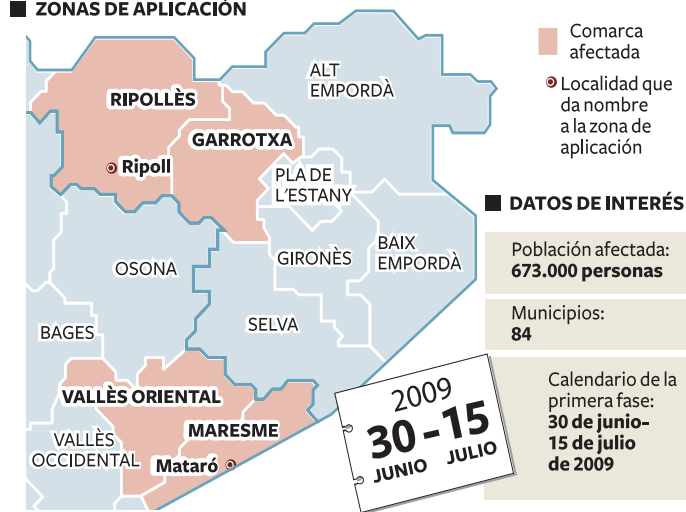 ZONAS DE APLICACIÓN
Comarca
afectada
Localidad que
da nombre
a la zona de
aplicación
ALT
EMPORDÀ
RIPOLLÈS
GARROTXA
Ripoll
PLA DE
L'ESTANY
OSONA
GIRONÈS
BAIX
EMPORDÀ
SELVA
BAGES
VALLÈS ORIENTAL
MARESME
VALLÈS
OCCIDENTAL
Mataró
2009
30-15
JUNIO JULIO
DATOS DE INTERÉS
Población afectada:
673.000 personas
Municipios:
84
Calendario de la
primera fase:
30 de junio–
15 de julio
de 2009